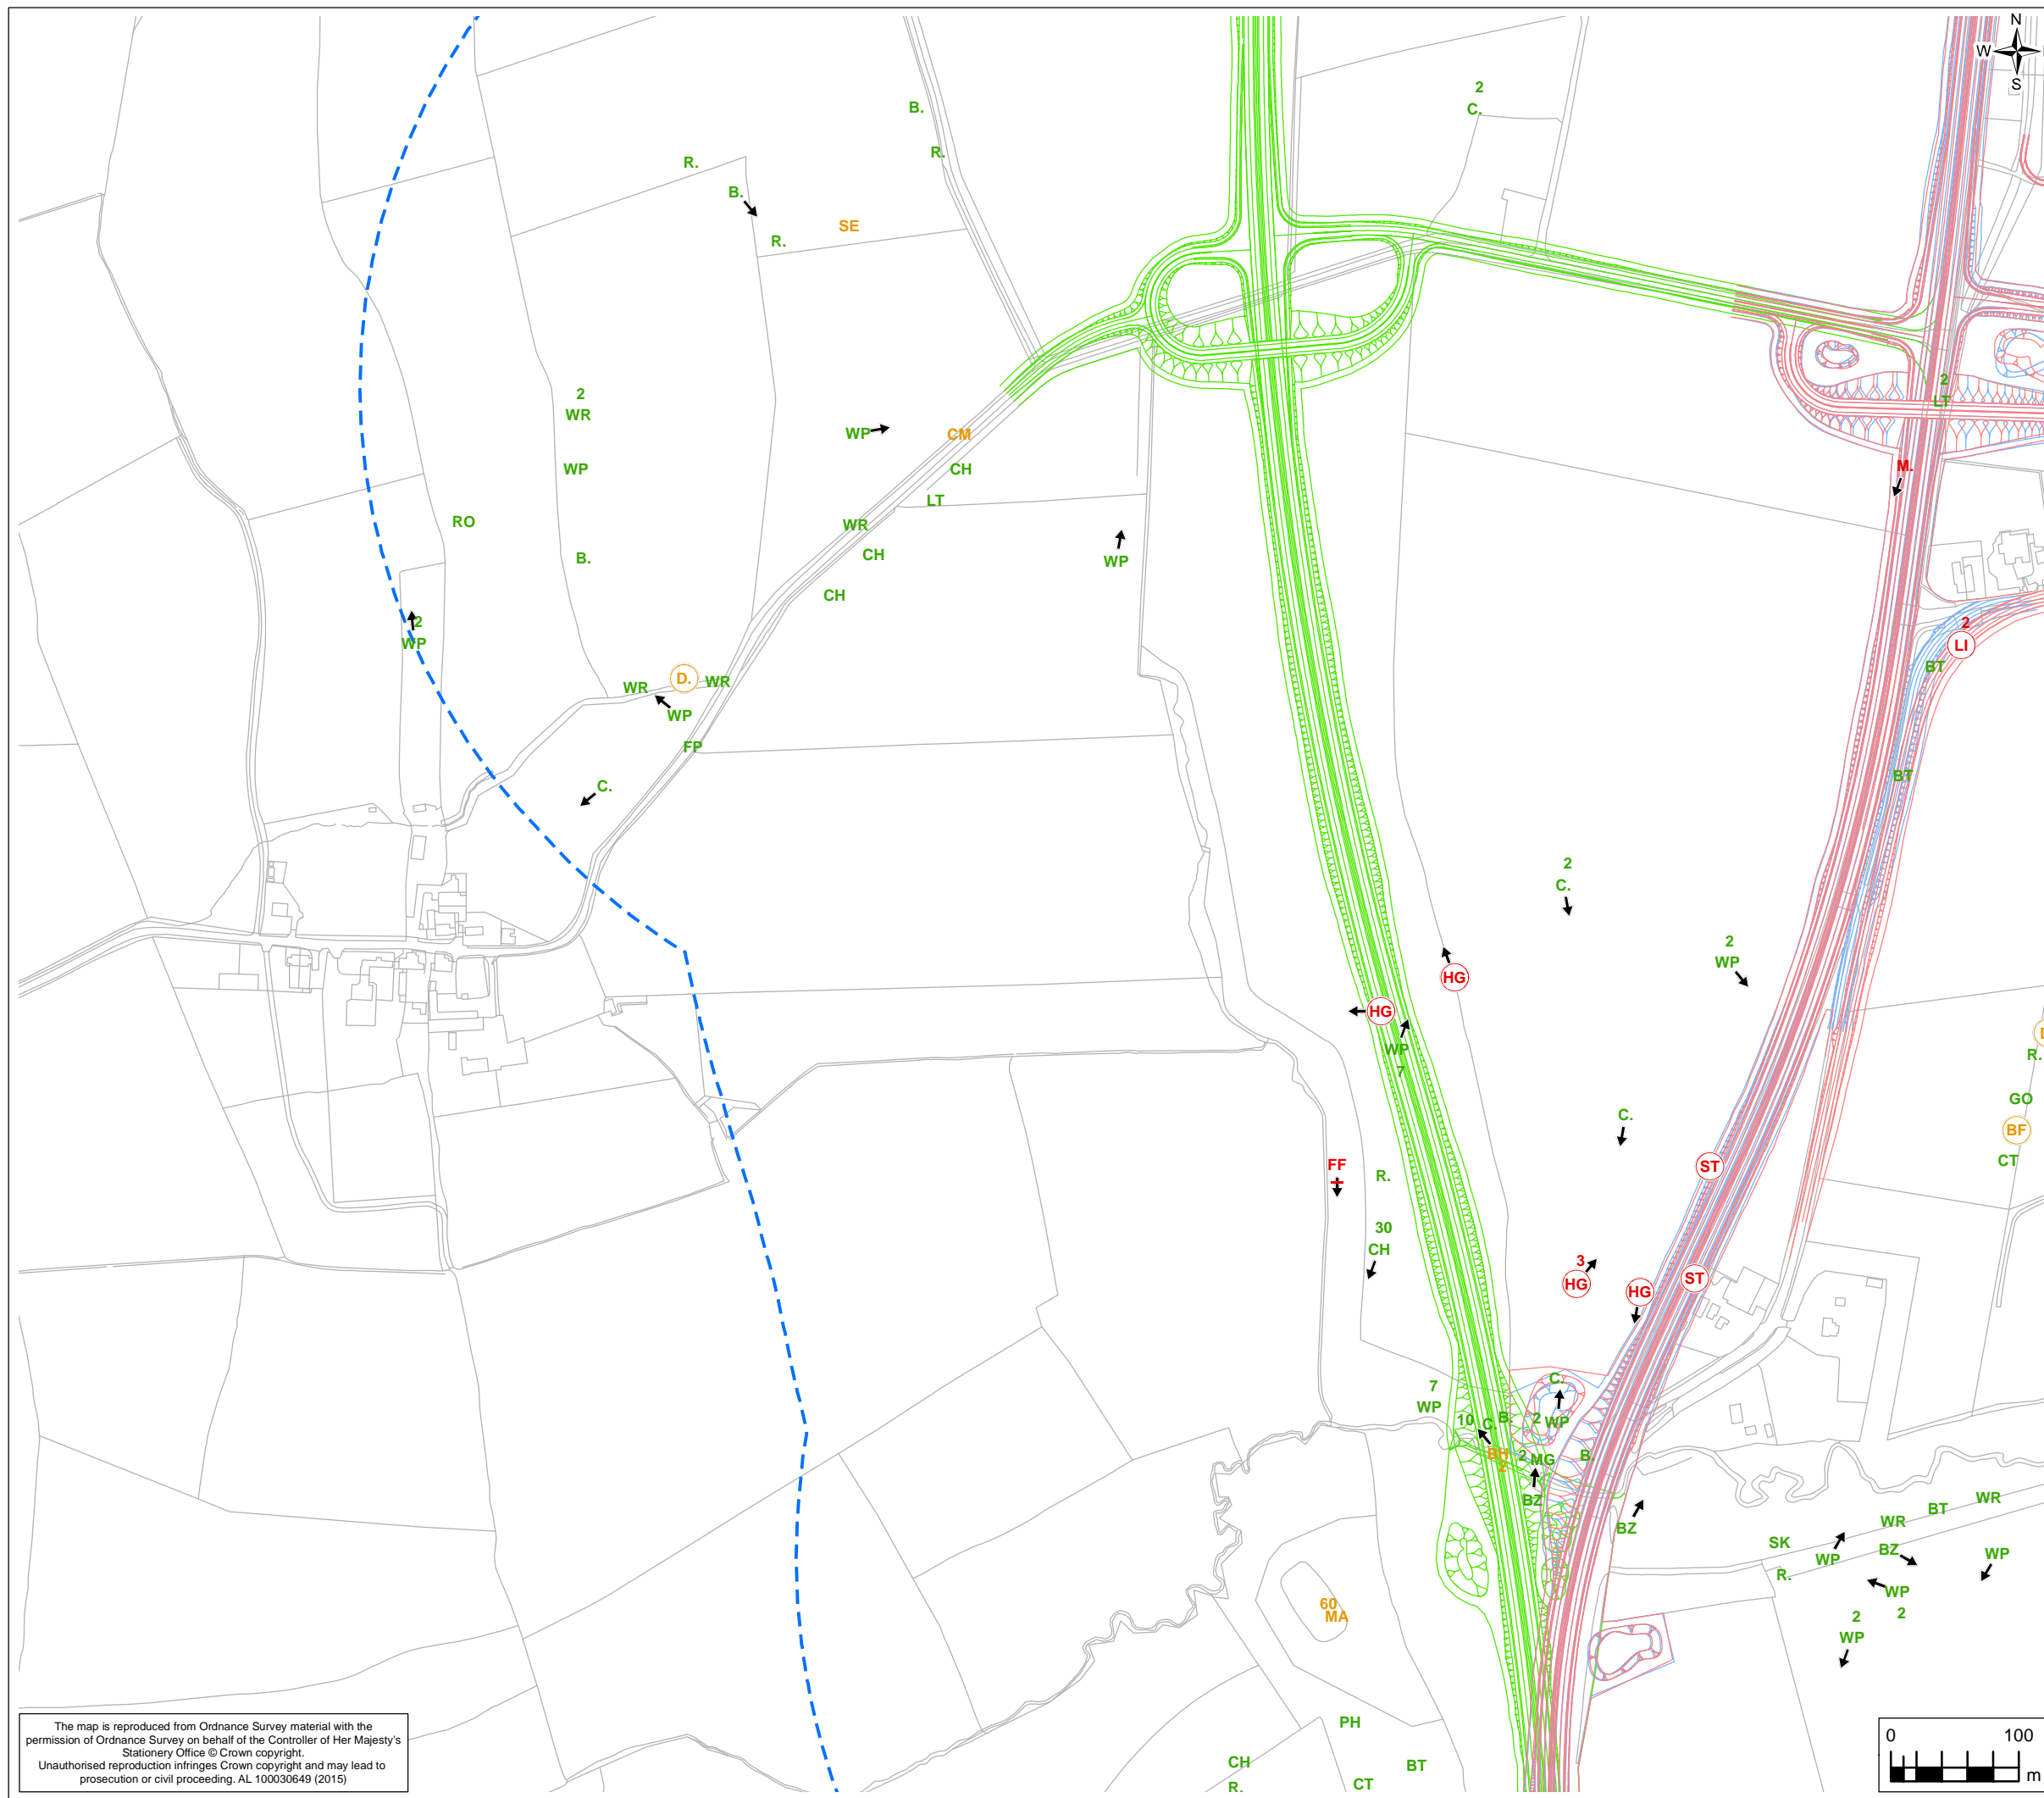 N
W
S
2
C.
B.
R.
R.
B.
SE
R.
2
WR
2
LT
WP
CM
WP
CH
M.
LT
RO
WR
CH
B.
WP
CH
2
WP
2
LI
BT
D.
WR
WR
WP
FP
BT
C.
2
C.
2
WP
HG
HG
WP
7
R.
GO
C.
BF
CT
FF
ST
R.
30
CH
3
HG
HG
ST
7
WP
C.
10
C.
B.
2
WP
BH
2
2
MG
B.
BZ
BZ
WR
BT
WR
SK
WP
BZ
WP
R.
WP
2
2
WP
60
MA
PH
CH
R.
CT
BT
The map is reproduced from Ordnance Survey material with the
permission of Ordnance Survey on behalf of the Controller of Her Majesty's
Stationery Office © Crown copyright.
Unauthorised reproduction infringes Crown copyright and may lead to
prosecution or civil proceeding. AL 100030649 (2015)
0 100
m